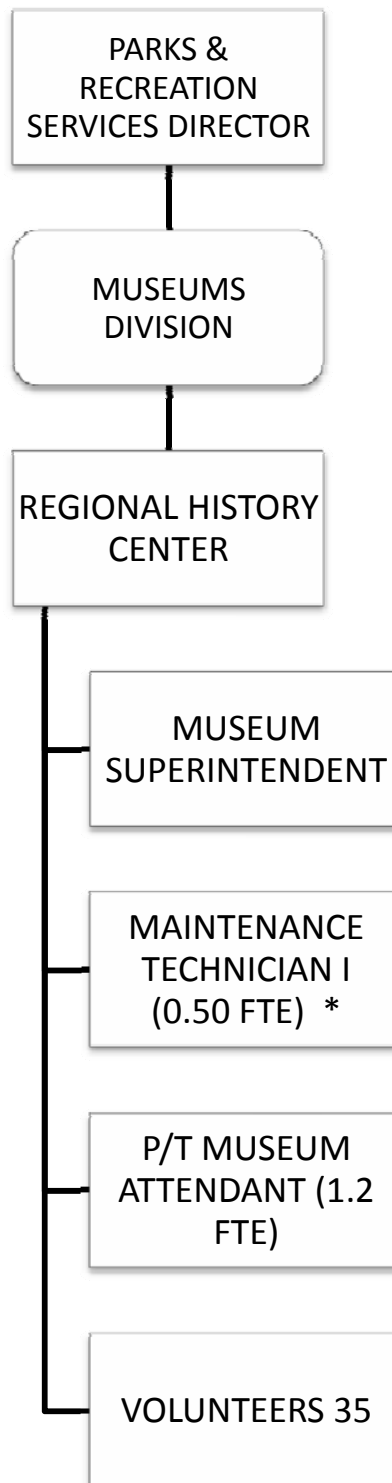 PARKS &
RECREATION
SERVICES DIRECTOR
MUSEUMS
DIVISION
REGIONAL HISTORY
CENTER
MUSEUM
SUPERINTENDENT
MAINTENANCE
TECHNICIAN I
(0.50 FTE) *
P/T MUSEUM
ATTENDANT (1.2
FTE)
VOLUNTEERS 35